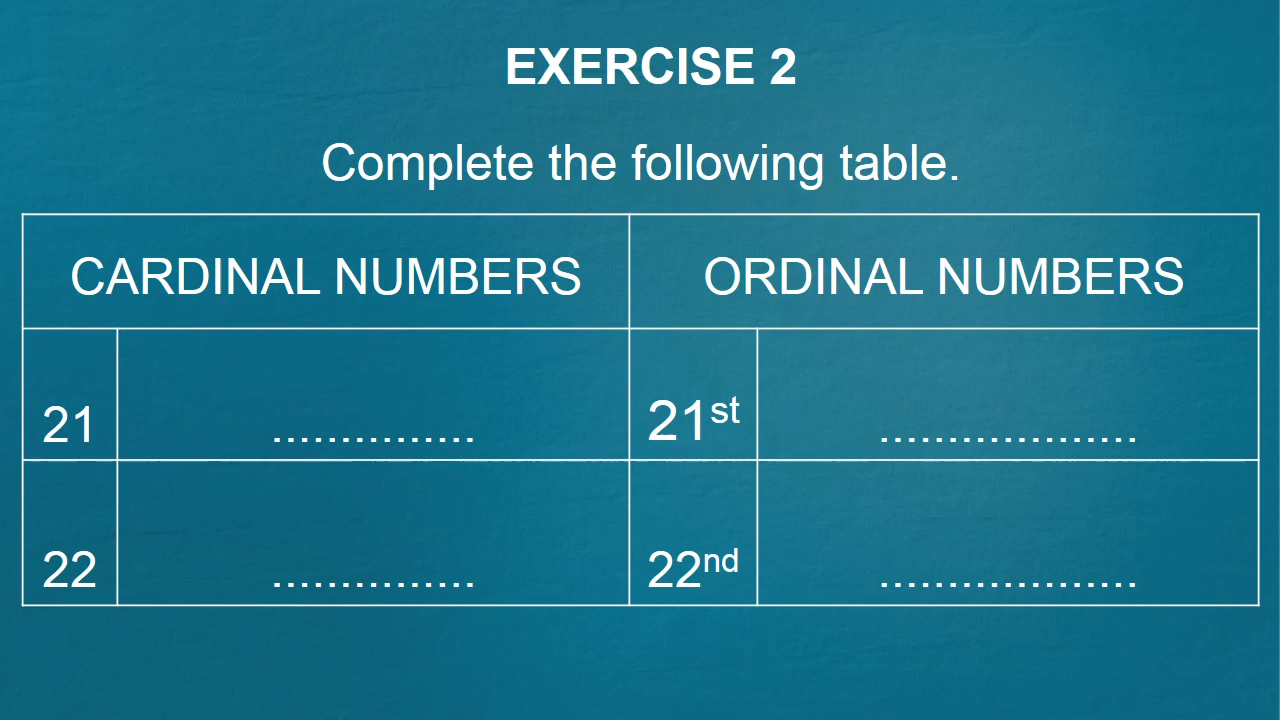 EXERCISE 2
Complete the following table.
CARDINAL NUMBERS ORDINAL NUMBERS
21 ............... 21st ...................
22 ............... 22nd ...................